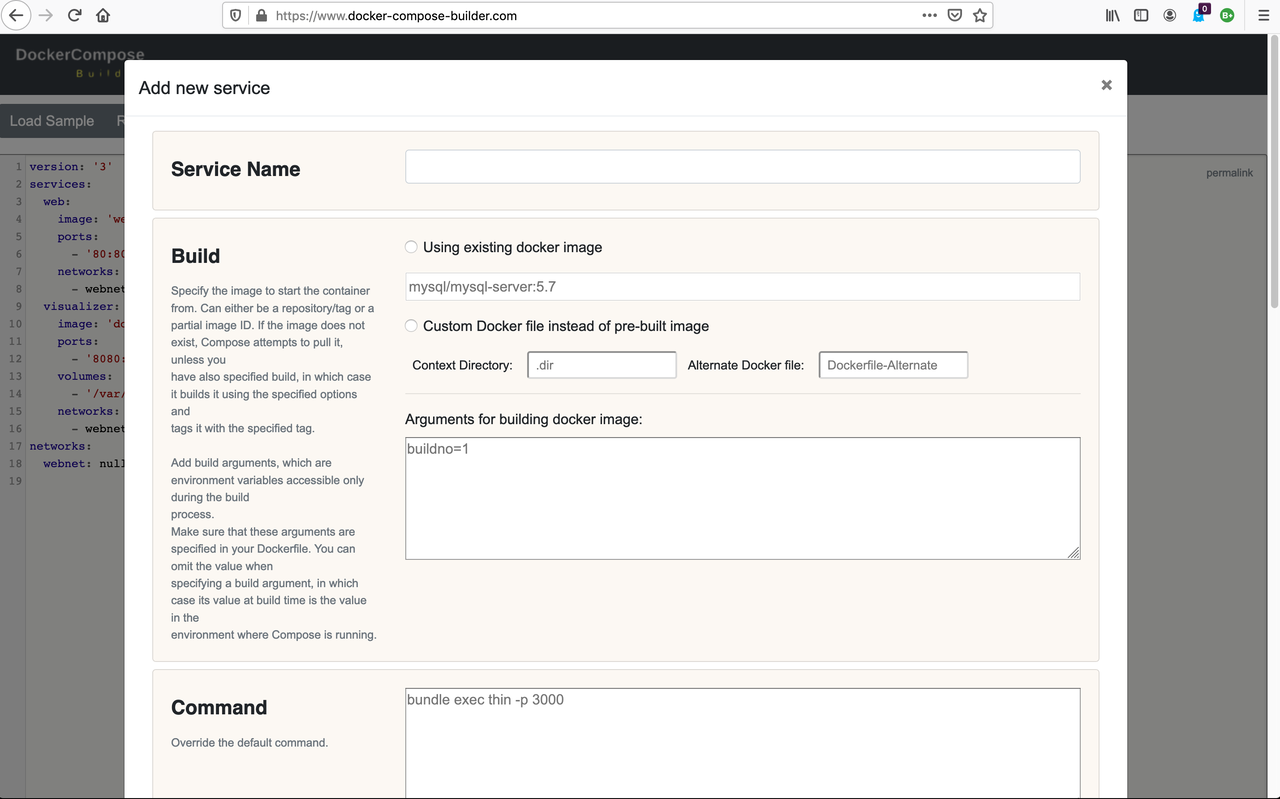 https://www.docker-compose-builder.com
0
B+
DockerCompose
Build
Add new service
×
Load Sample
R
permalink
1 version: '3'
2 services:
3 web:
4 image: 'we
5 ports:
6 - '80:80
7 networks:
8 - webnet
9 visualizer:
10 image: 'do
11 ports:
12 - '8080:
13 volumes:
14 - '/var/
15 networks:
16 - webnet
17 networks:
18 webnet: null
19
Service Name
Build
Specify the image to start the container
from. Can either be a repository/tag or a
partial image ID. If the image does not
exist, Compose attempts to pull it,
unless you
have also specified build, in which case
it builds it using the specified options
and
tags it with the specified tag.
Add build arguments, which are
environment variables accessible only
during the build
process.
Make sure that these arguments are
specified in your Dockerfile. You can
omit the value when
specifying a build argument, in which
case its value at build time is the value
in the
environment where Compose is running.
Using existing docker image
mysql/mysql-server:5.7
Custom Docker file instead of pre-built image
Context Directory: .dir Alternate Docker file: Dockerfile-Alternate
Arguments for building docker image:
buildno=1
Command
Override the default command.
bundle exec thin -p 3000